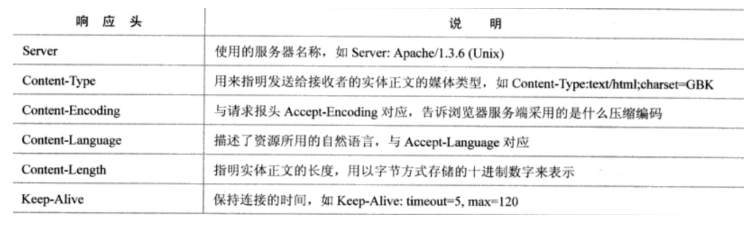 响 应 头 说 明
Server 使用的服务器名称，如 Server: Apache/1.3.6 (Unix)
Content-Type 用来指明发送给接收者的实体正文的媒体类型，如 Content-Type:text/html;charset=GBK
Content-Encoding 与请求报头 Accept-Encoding 对应，告诉浏览器服务端采用的是什么压缩编码
Content-Language 描述了资源所用的自然语言，与 Accept-Language 对应
Content-Length 指明实体正文的长度，用以字节方式存储的十进制数字来表示
Keep-Alive 保持连接的时间，如 Keep-Alive: timeout=5, max=120